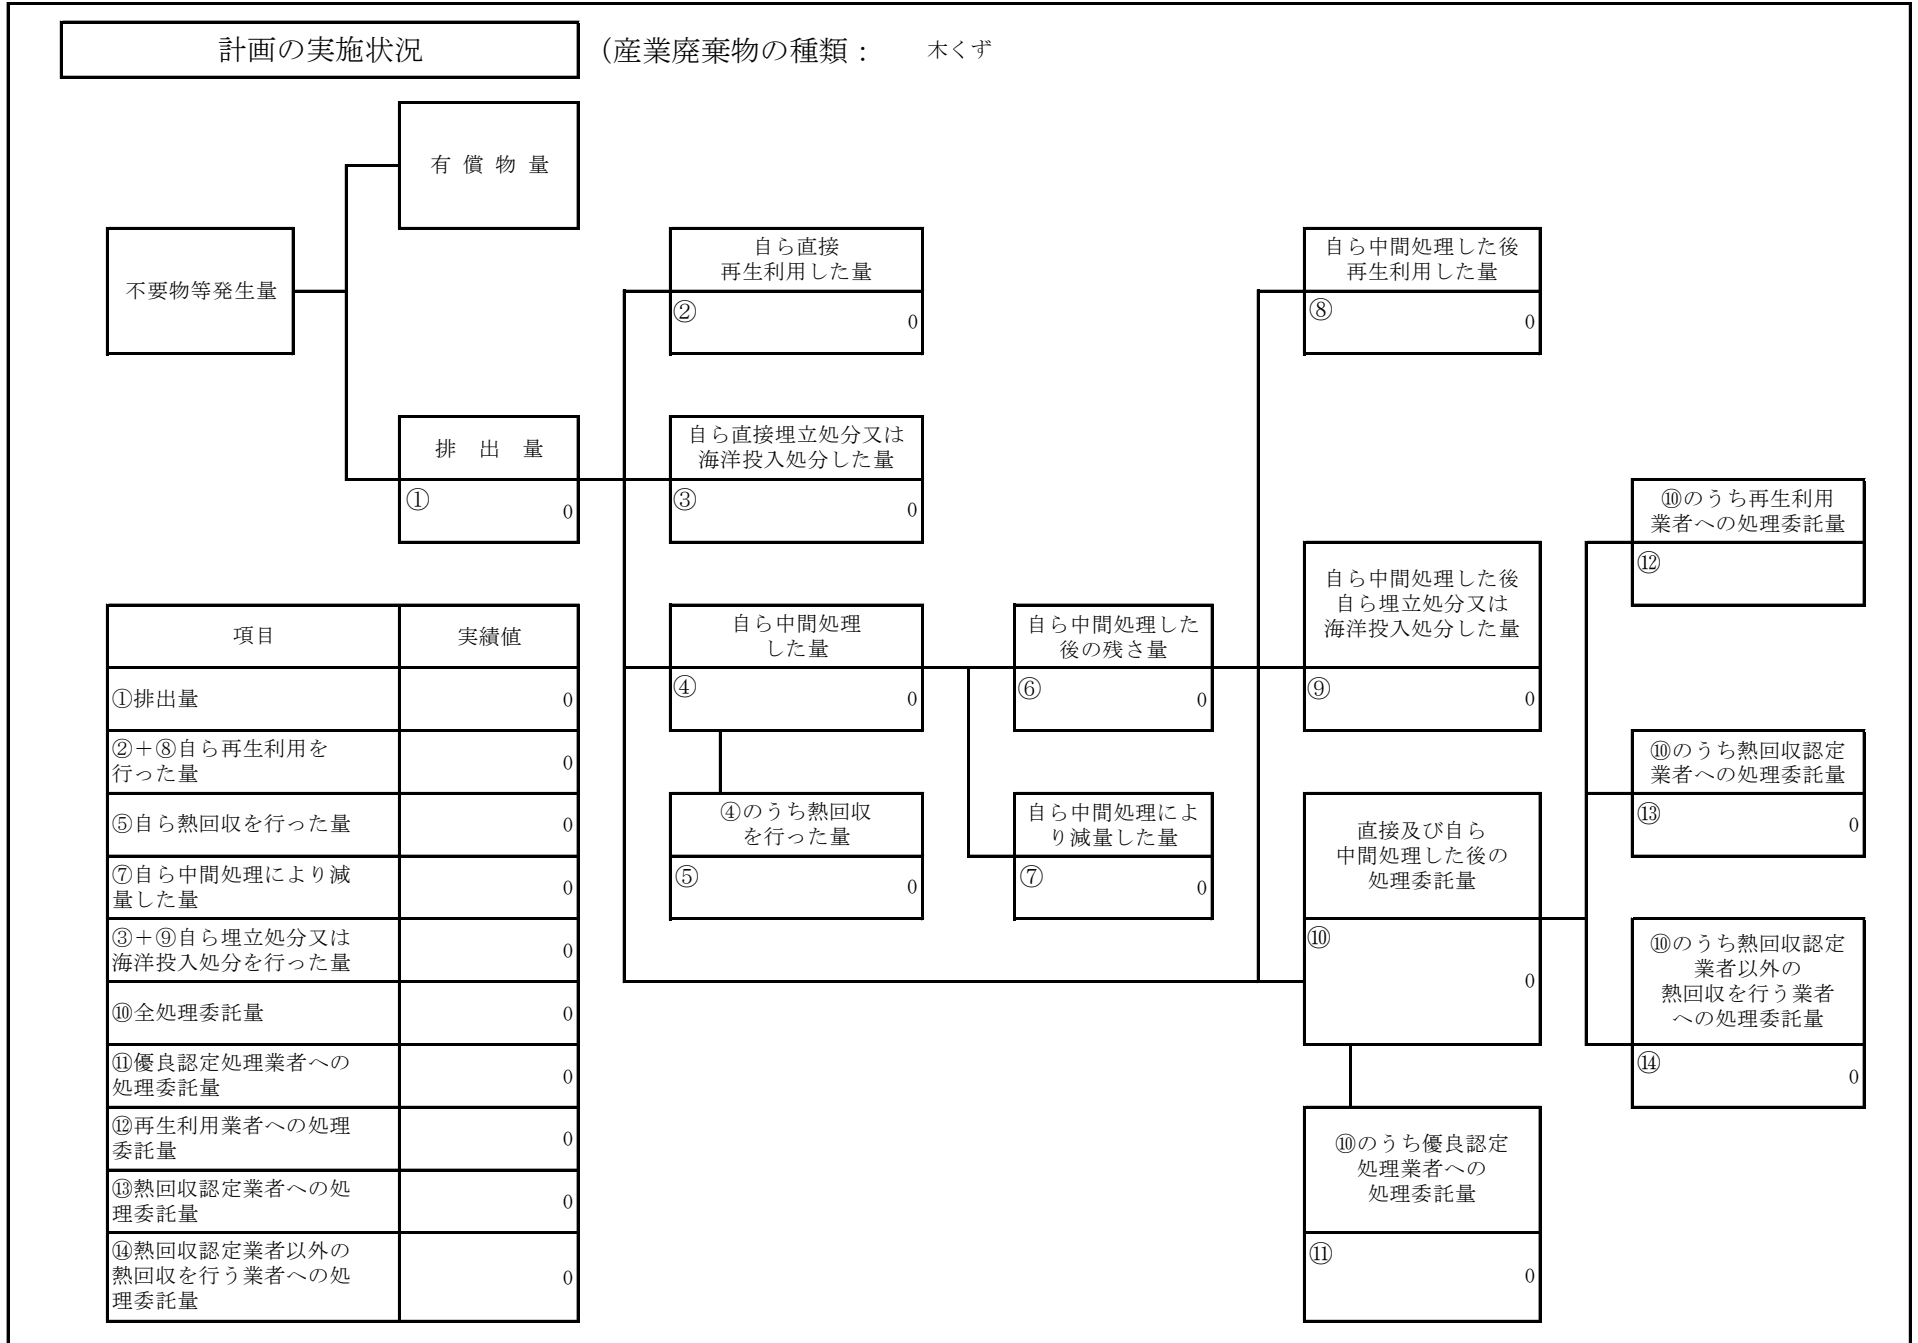 計画の実施状況
(産業廃棄物の種類： 木くず
有 償 物 量
不要物等発生量
排 出 量
① 0
自ら直接
再生利用した量
② 0
自ら直接埋立処分又は
海洋投入処分した量
③ 0
自ら中間処理
した量
④ 0
④のうち熱回収
を行った量
⑤ 0
自ら中間処理した
後の残さ量
⑥ 0
自ら中間処理によ
り減量した量
⑦ 0
自ら中間処理した後
再生利用した量
⑧ 0
自ら中間処理した後
自ら埋立処分又は
海洋投入処分した量
⑨ 0
直接及び自ら
中間処理した後の
処理委託量
⑩ 0
⑩のうち優良認定
処理業者への
処理委託量
⑪ 0
⑩のうち再生利用
業者への処理委託量
⑫
⑩のうち熱回収認定
業者への処理委託量
⑬ 0
⑩のうち熱回収認定
業者以外の
熱回収を行う業者
への処理委託量
⑭ 0
項目 実績値
①排出量 0
②＋⑧自ら再生利用を
行った量 0
⑤自ら熱回収を行った量 0
⑦自ら中間処理により減
量した量 0
③＋⑨自ら埋立処分又は
海洋投入処分を行った量 0
⑩全処理委託量 0
⑪優良認定処理業者への
処理委託量 0
⑫再生利用業者への処理
委託量 0
⑬熱回収認定業者への処
理委託量 0
⑭熱回収認定業者以外の
熱回収を行う業者への処
理委託量 0